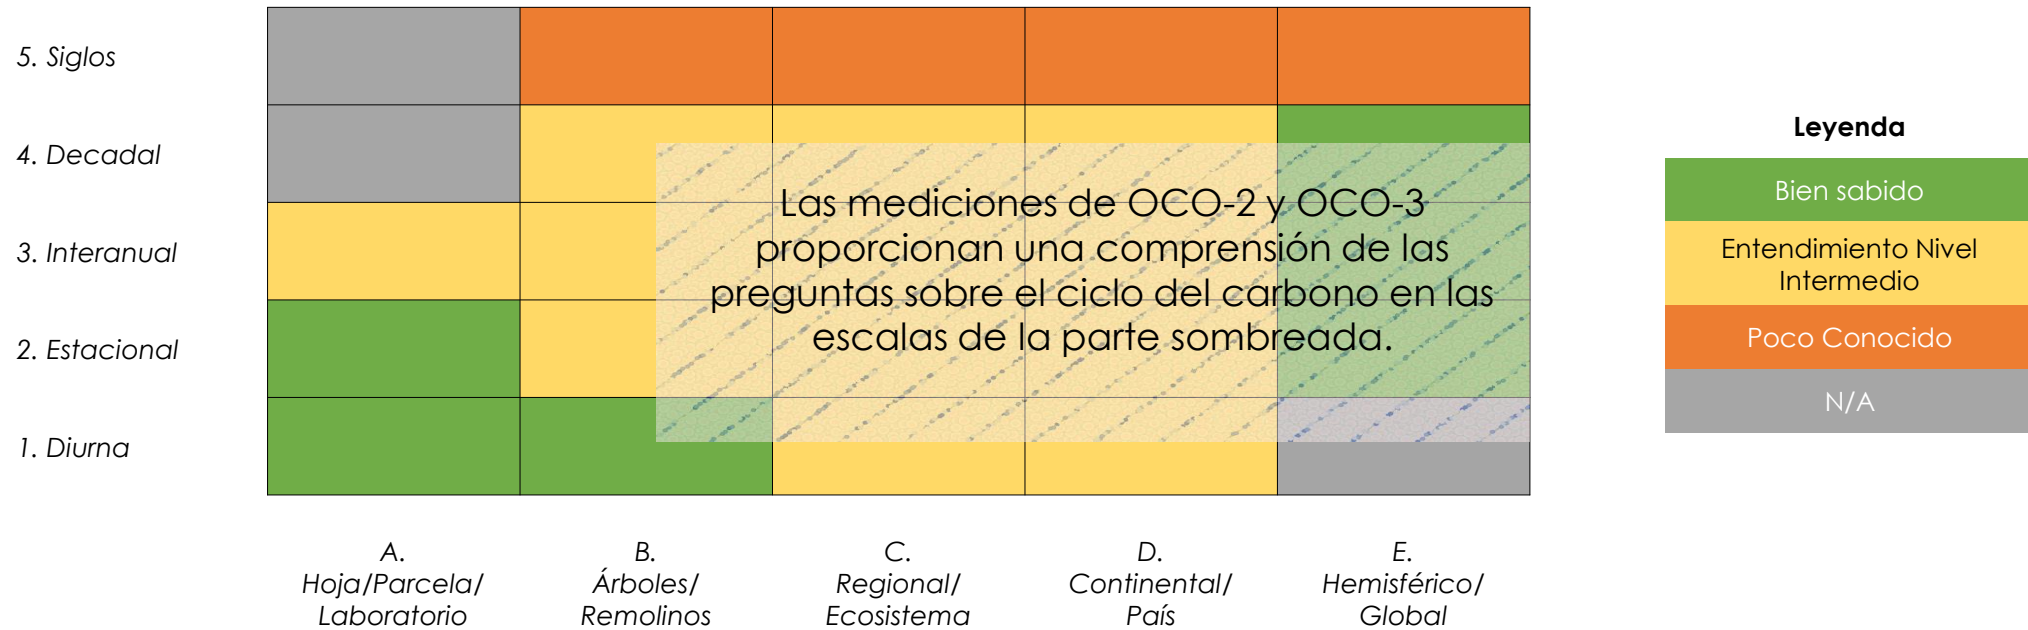 5. Siglos
4. Decadal
3. Interanual
2. Estacional
1. Diurna
Las mediciones de OCO-2 y OCO-3
proporcionan una comprensión de las
preguntas sobre el ciclo del carbono en las
escalas de la parte sombreada.
A.
Hoja/Parcela/
Laboratorio
B.
Árboles/
Remolinos
C.
Regional/
Ecosistema
D.
Continental/
País
E.
Hemisférico/
Global
Leyenda
Bien sabido
Entendimiento Nivel
Intermedio
Poco Conocido
N/A